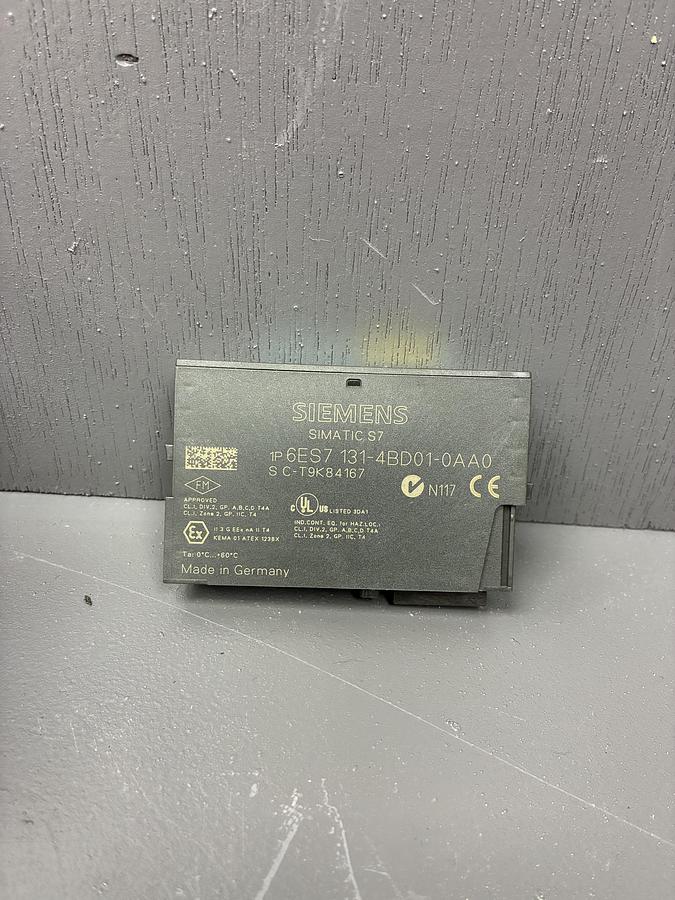 SIEMENS
SIMATIC S7
1P 6ES7 131-4BD01-0AA0
S C-T9K84167
FM
APPROVED
CL.I, DIV.2, GP. A,B,C,D T4A
CL.I, Zone 2, GP. IIC, T4
C UL US LISTED 3DA1
IND.CONT. EQ. for HAZ.LOC.:
CL.I, DIV.2, GP. A,B,C,D T4A
CL.I, Zone 2, GP. IIC, T4
N117 CE
Ex II 3 G EEx nA II T4
KEMA 01 ATEX 1238X
Ta: 0°C...+60°C
Made in Germany